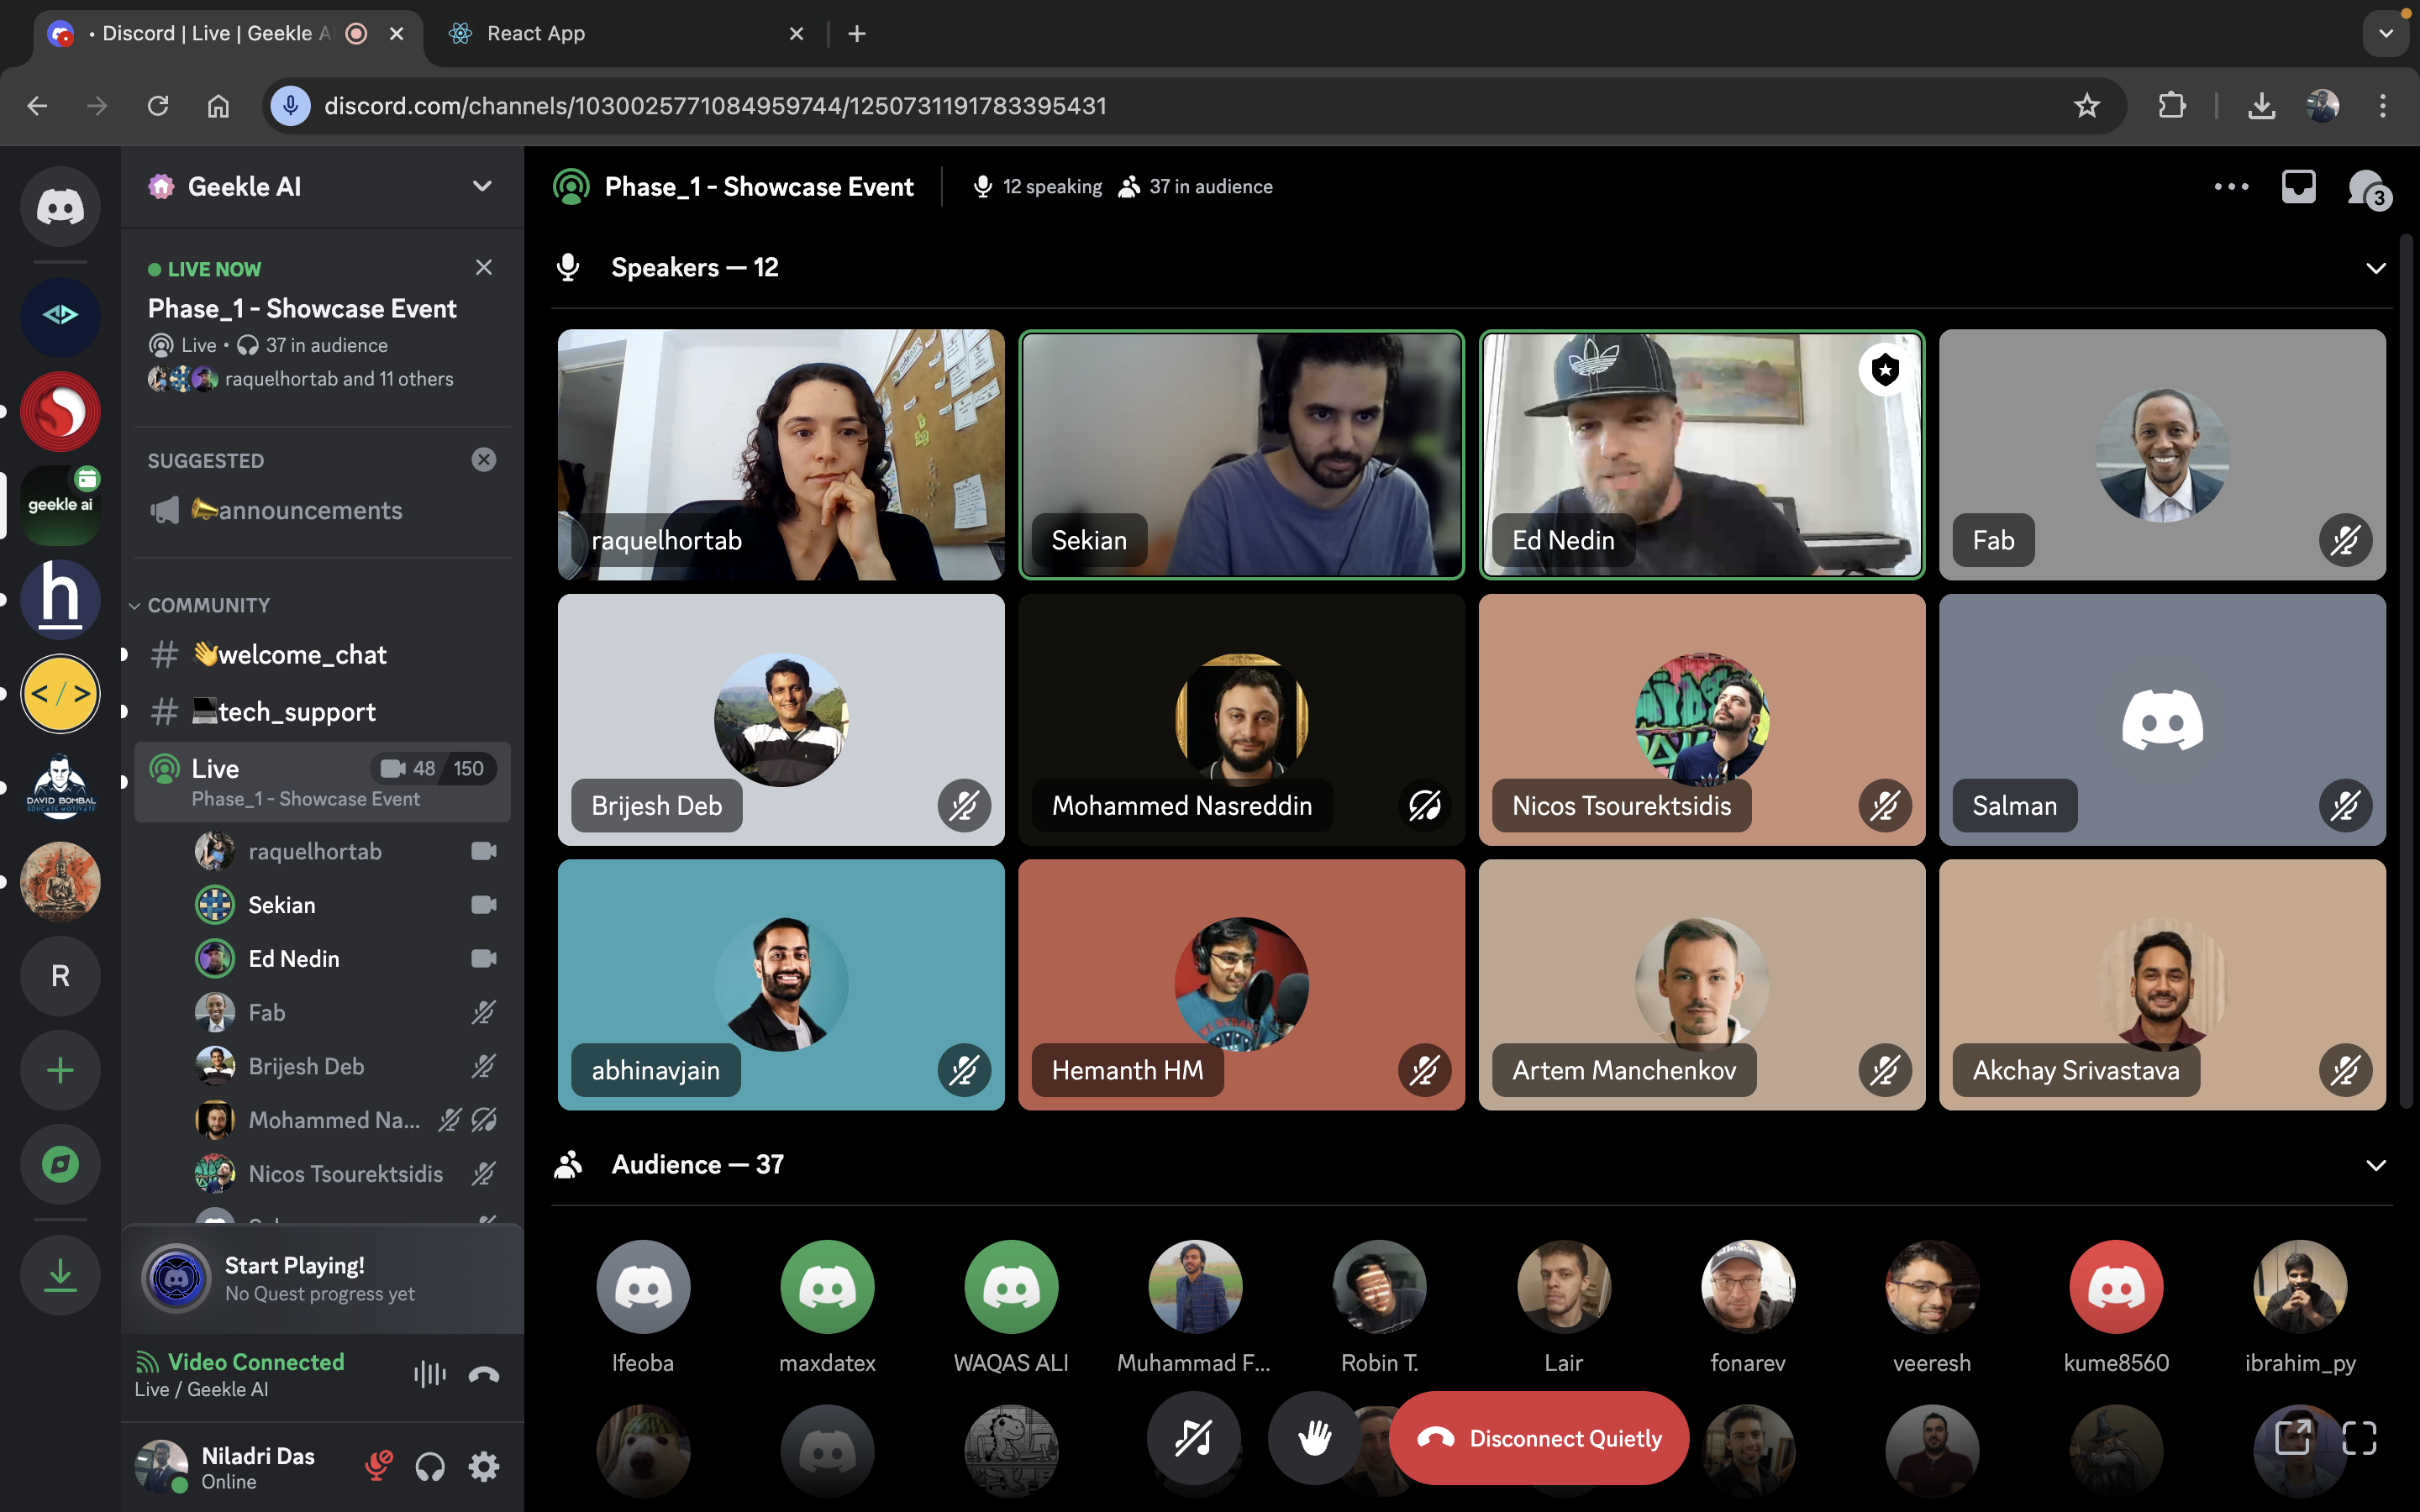 • Discord | Live | Geekle A
React App
discord.com/channels/1030025771084959744/1250731191783395431
Geekle AI
LIVE NOW
Phase_1 - Showcase Event
Live • 37 in audience
raquelhortab and 11 others
SUGGESTED
announcements
COMMUNITY
welcome_chat
tech_support
Live 48 150
Phase_1 - Showcase Event
raquelhortab
Sekian
Ed Nedin
Fab
Brijesh Deb
Mohammed Na...
Nicos Tsourektsidis
Start Playing!
No Quest progress yet
Video Connected
Live / Geekle AI
Niladri Das
Online
geekle ai
h
< / >
DAVID BOMBAL
EDUCATE MOTIVATE
R
Phase_1 - Showcase Event
12 speaking
37 in audience
3
Speakers — 12
raquelhortab
Sekian
Ed Nedin
Fab
Brijesh Deb
Mohammed Nasreddin
Nicos Tsourektsidis
Salman
abhinavjain
Hemanth HM
Artem Manchenkov
Akchay Srivastava
Audience — 37
maxdatex
WAQAS ALI
Muhammad F...
Robin T.
Lair
fonarev
veeresh
kume8560
ibrahim_py
Disconnect Quietly